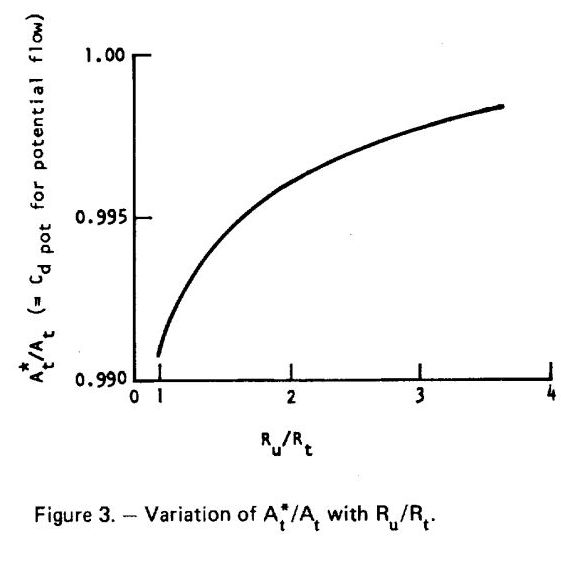 A*t/At (= Cd pot for potential flow)
1.00
0.995
0.990
0 1 2 3 4
Ru/Rt
Figure 3. — Variation of At*/At with Ru/Rt.